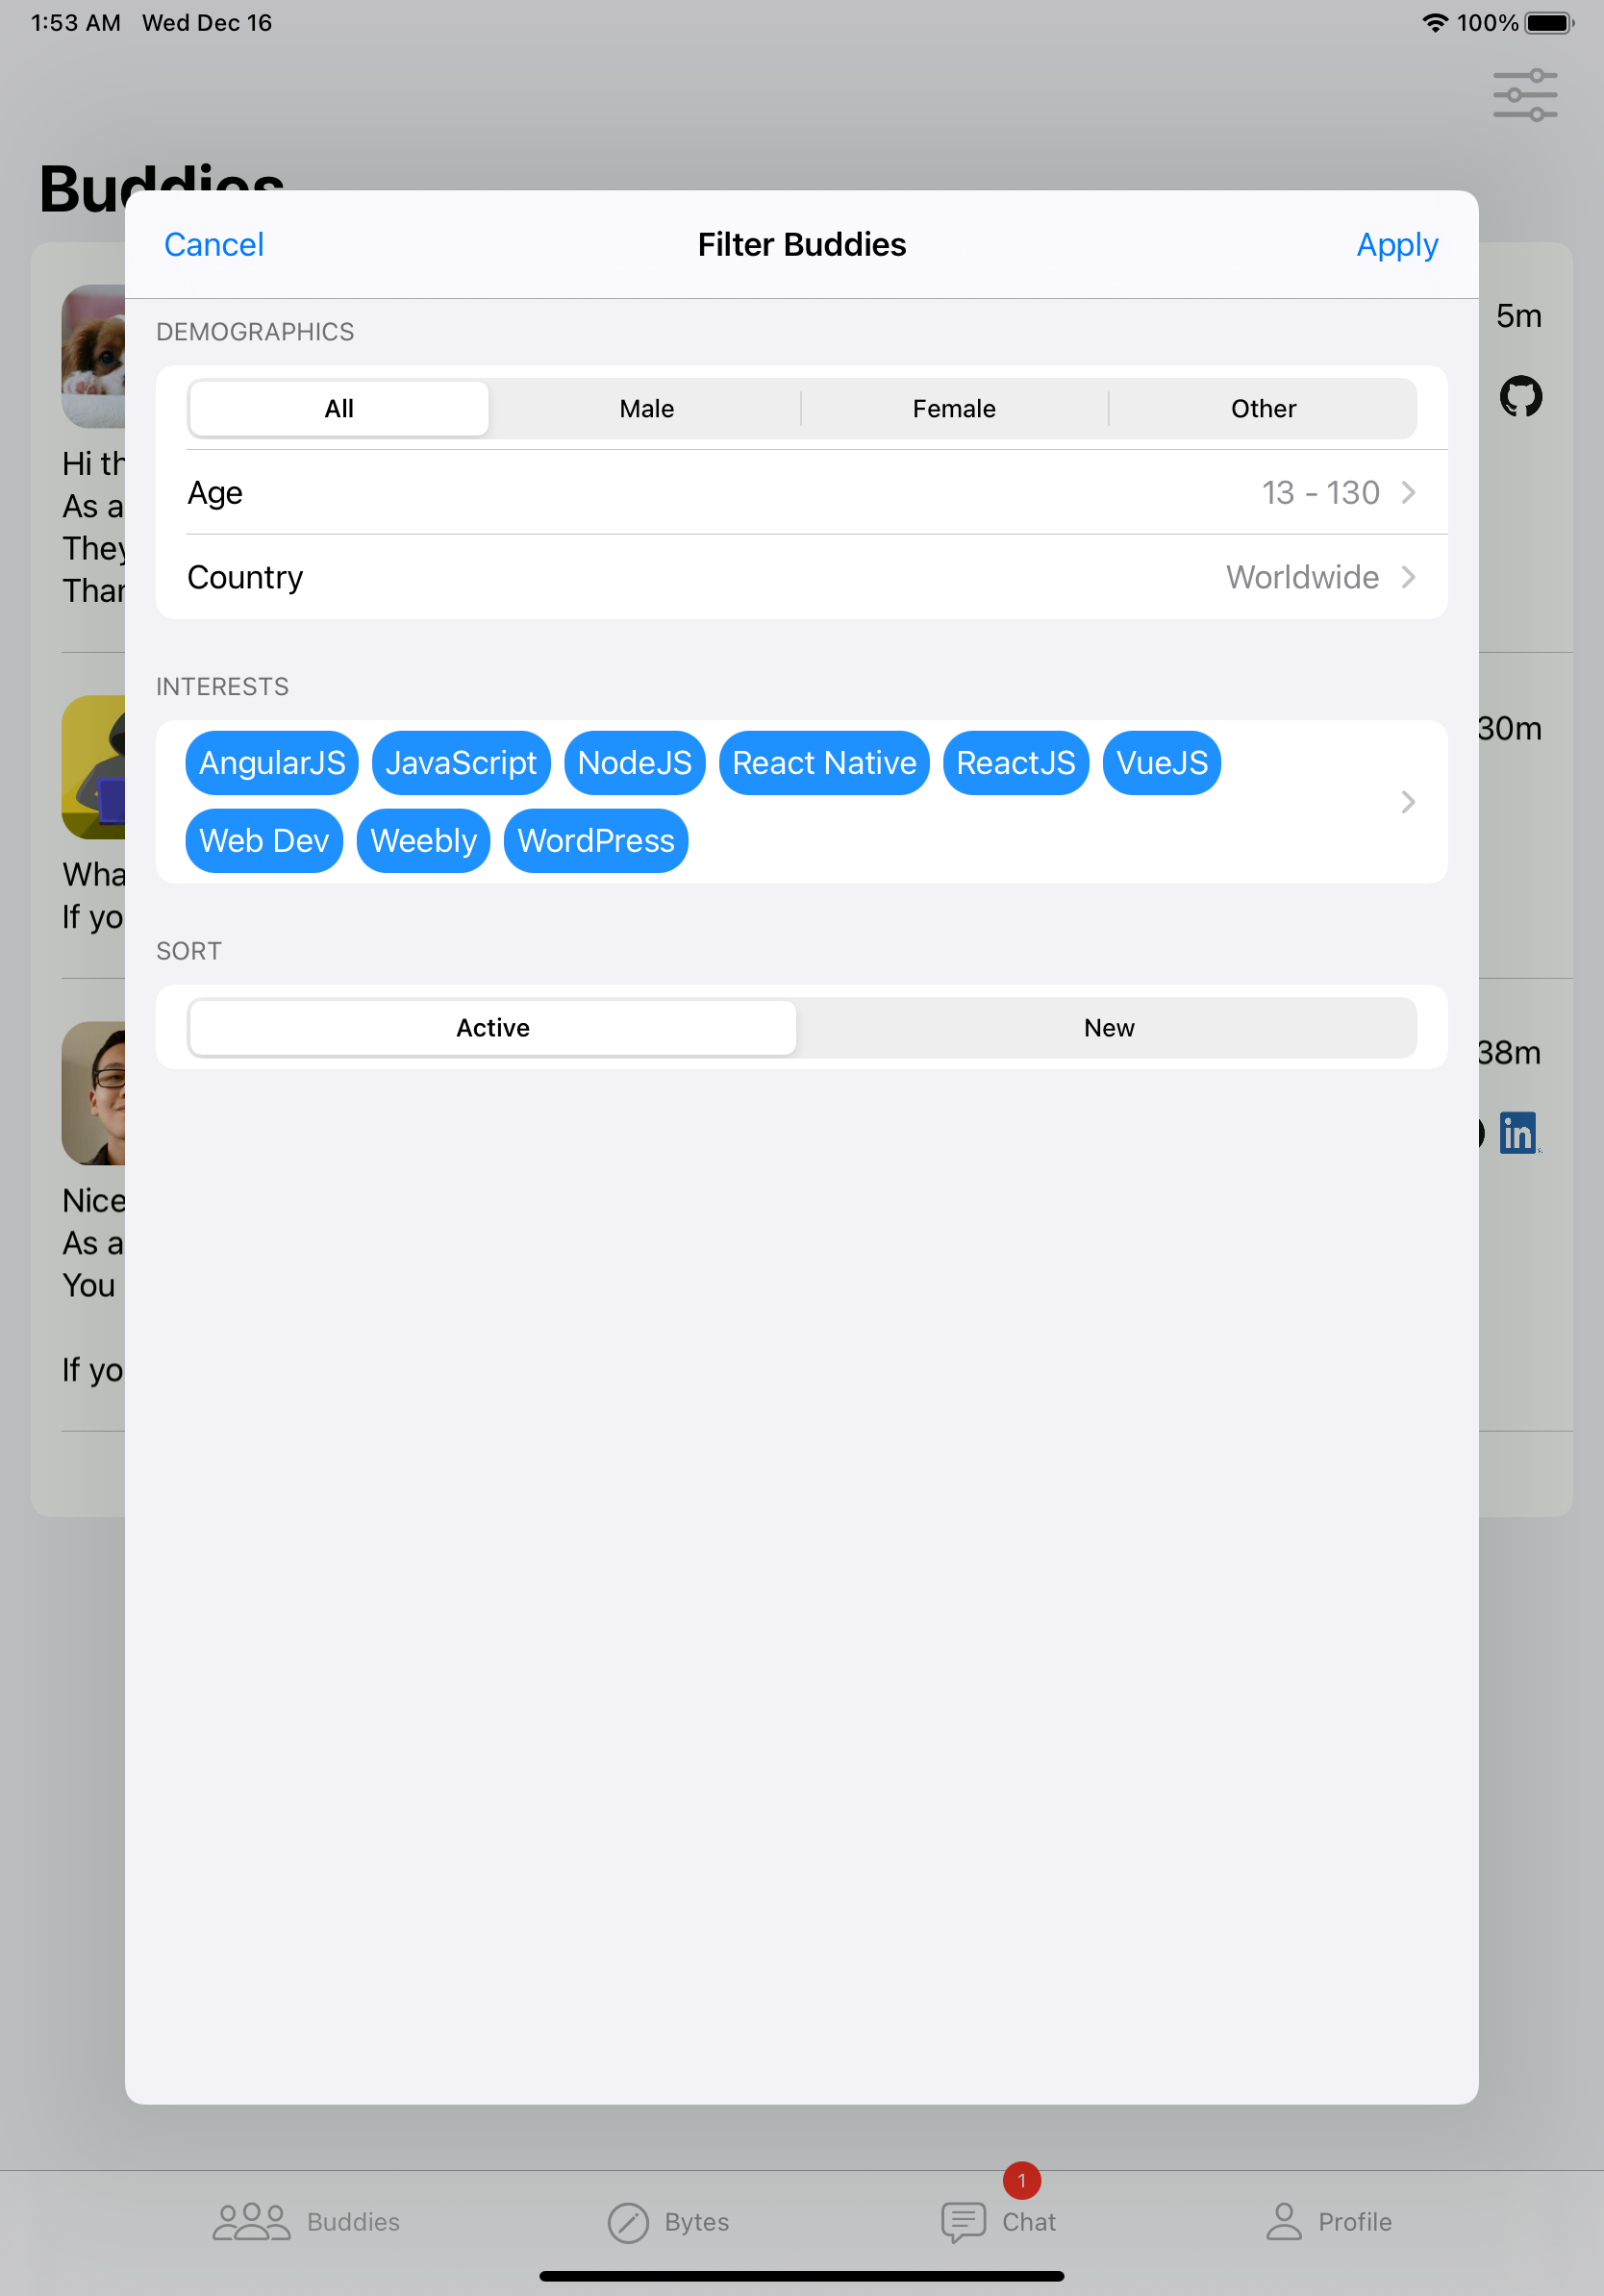 1:53 AM Wed Dec 16 100%
Buddies
Cancel Filter Buddies Apply
DEMOGRAPHICS
All Male Female Other
Age 13 - 130
Country Worldwide
INTERESTS
AngularJS JavaScript NodeJS React Native ReactJS VueJS
Web Dev Weebly WordPress
SORT
Active New
5m
Hi th
As a
They
Than
30m
Wha
If yo
38m
in
Nice
As a
You
If yo
1
Buddies Bytes Chat Profile